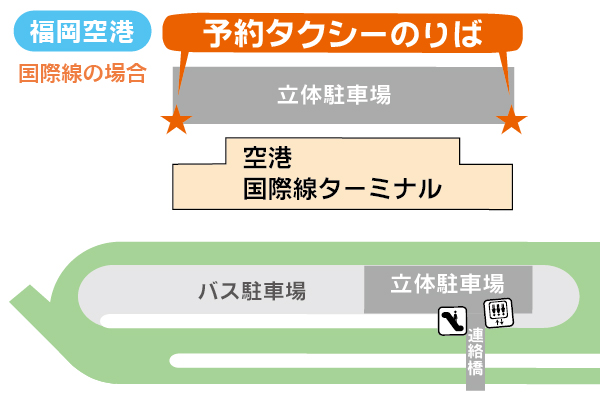 福岡空港
予約タクシーのりば
国際線の場合
立体駐車場
空港
国際線ターミナル
バス駐車場
立体駐車場
連絡橋